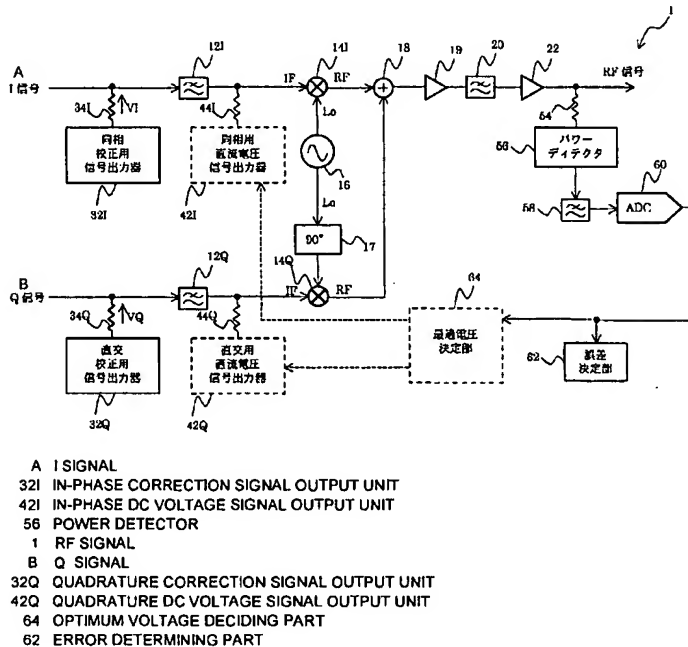 1
A
I信号
12I
14I
18
19
20
22
IF
RF
RF信号
34I
VI
44I
Lo
54
同相
校正用
信号出力器
同相用
直流電圧
信号出力器
16
56
パワー
ディテクタ
60
32I
42I
Lo
58
ADC
B
Q信号
12Q
90°
17
14Q
IF
RF
64
34Q
VQ
44Q
最適電圧
決定部
直交
校正用
信号出力器
直交用
直流電圧
信号出力器
62
誤差
決定部
32Q
42Q
A I SIGNAL
32I IN-PHASE CORRECTION SIGNAL OUTPUT UNIT
42I IN-PHASE DC VOLTAGE SIGNAL OUTPUT UNIT
56 POWER DETECTOR
1 RF SIGNAL
B Q SIGNAL
32Q QUADRATURE CORRECTION SIGNAL OUTPUT UNIT
42Q QUADRATURE DC VOLTAGE SIGNAL OUTPUT UNIT
64 OPTIMUM VOLTAGE DECIDING PART
62 ERROR DETERMINING PART